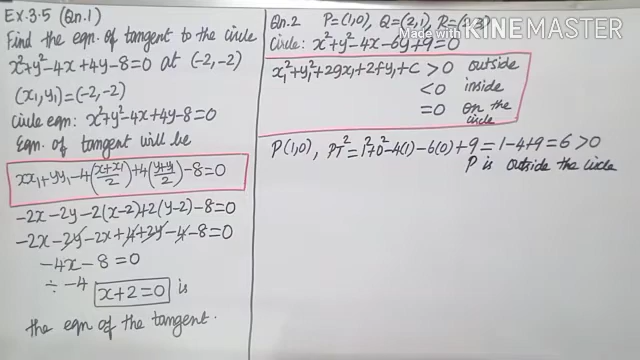 Ex.3.5 (Qn.1)
Find the eqn. of tangent to the circle
x²+y²-4x+4y-8=0 at (-2,-2)
(x₁,y₁)=(-2,-2)
circle eqn: x²+y²-4x+4y-8=0
Eqn. of tangent will be
xx₁+yy₁-4(x+x₁/2)+4(y+y₁/2)-8=0
-2x-2y-2(x-2)+2(y-2)-8=0
-2x-2y-2x+4+2y-4-8=0
-4x-8=0
÷-4 x+2=0 is
the eqn of the tangent.
Qn.2 P=(1,0), Q=(2,1), R=
Made with KINEMASTER
Circle: x²+y²-4x-6y+9=0
x₁²+y₁²+2gx₁+2fy₁+c >0 outside
<0 inside
=0 on the
circle
P(1,0), PT²=1²+0²-4(1)-6(0)+9=1-4+9=6>0
P is outside the circle